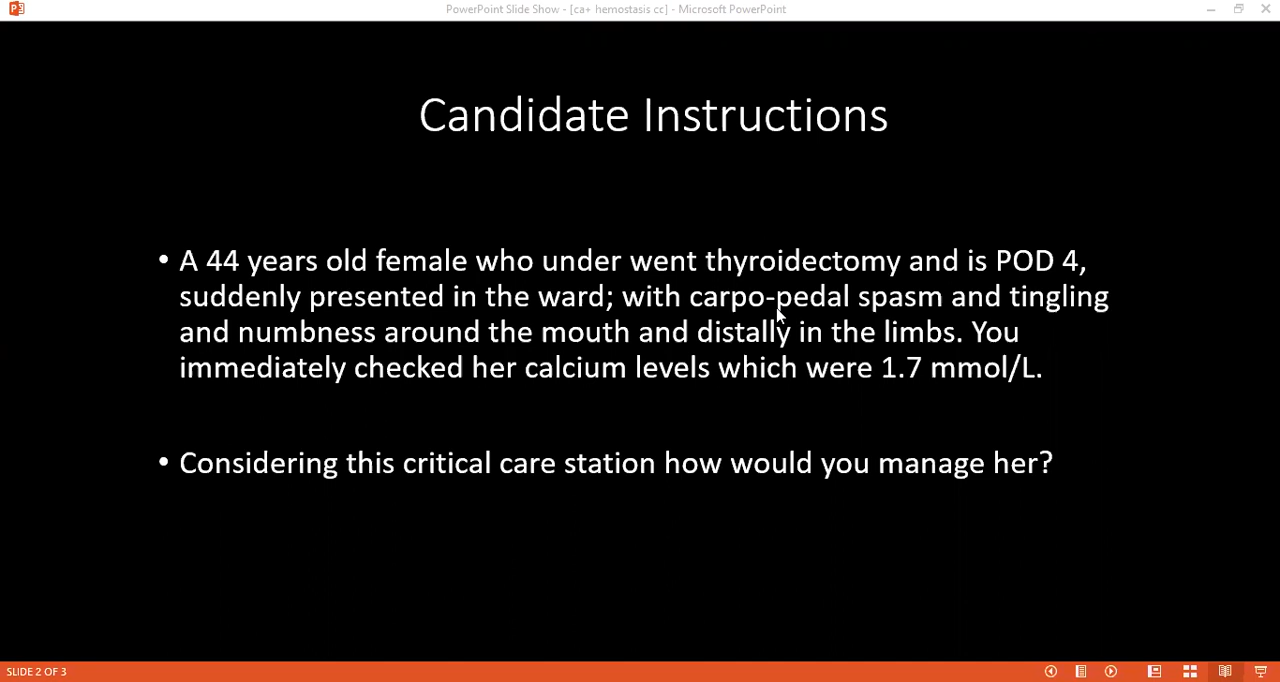 PowerPoint Slide Show - [ca+ hemostasis cc] - Microsoft PowerPoint
Candidate Instructions
• A 44 years old female who under went thyroidectomy and is POD 4,
suddenly presented in the ward; with carpo-pedal spasm and tingling
and numbness around the mouth and distally in the limbs. You
immediately checked her calcium levels which were 1.7 mmol/L.
• Considering this critical care station how would you manage her?
SLIDE 2 OF 3